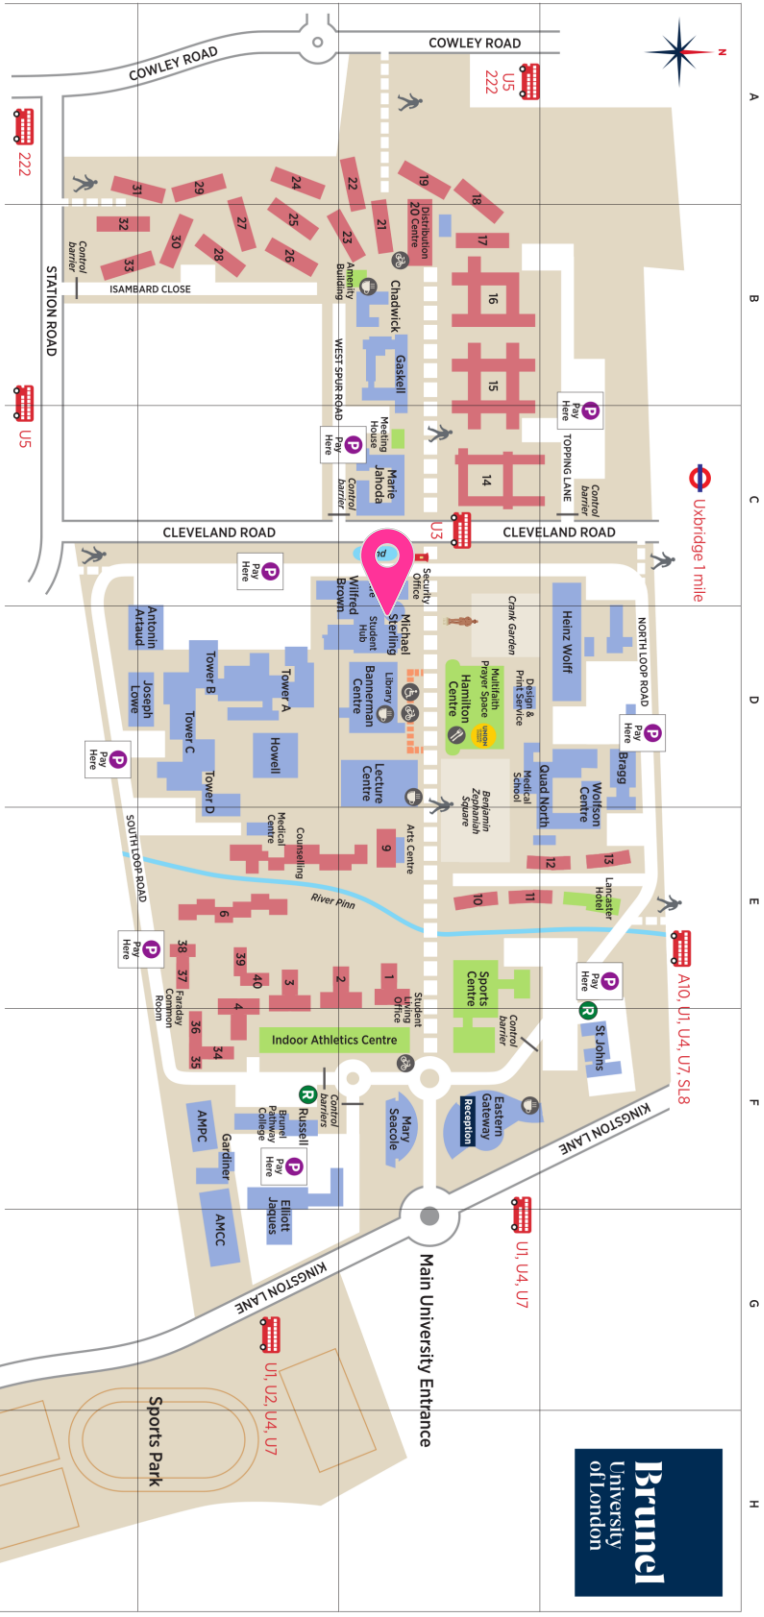 N
COWLEY ROAD
COWLEY ROAD
U5
222
A
222
31
29
24
22
19
18
32
30
27
25
23
21
Distribution
20 Centre
17
33
28
26
Control
barrier
ISAMBARD CLOSE
Amenity
Building
Chadwick
16
B
STATION ROAD
WEST SPUR ROAD
Gaskell
15
U5
P
Pay
Here
P
Pay
Here
Meeting
House
Marie
Jahoda
14
TOPPING LANE
C
Control
barrier
Control
barrier
Uxbridge 1 mile
CLEVELAND ROAD
U3
CLEVELAND ROAD
P
Pay
Here
Security
Office
Wilfred
Brown
Michael
Sterling
Student
Hub
Crank Garden
Heinz Wolff
NORTH LOOP ROAD
Antonin
Artaud
Tower B
Tower A
Library
Bannerman
Centre
Multifaith
Prayer Space
Hamilton
Centre
UNION
Design &
Print Service
D
Joseph
Lowe
Tower C
Howell
P
Pay
Here
P
Pay
Here
Tower D
Lecture
Centre
Benjamin
Zephaniah
Square
Medical
School
Quad North
Wolfson
Centre
Bragg
SOUTH LOOP ROAD
Medical
Centre
Counselling
9
Arts Centre
12
13
E
River Pinn
6
10
11
Lancaster
Hotel
P
Pay
Here
38
37
39
40
3
2
1
Student
Living
Office
Sports
Centre
P
Pay
Here
A10, U1, U4, U7, SL8
Faraday
Common
Room
36
35
34
4
Indoor Athletics Centre
Control
barrier
R
St Johns
F
Control
barriers
R
Russell
Brunel
Pathway
College
AMPC
Gardiner
P
Pay
Here
Mary
Seacole
Eastern
Gateway
Reception
KINGSTON LANE
AMCC
Elliott
Jaques
U1, U4, U7
KINGSTON LANE
Main University Entrance
G
U1, U2, U4, U7
Sports Park
H
Brunel
University
of London